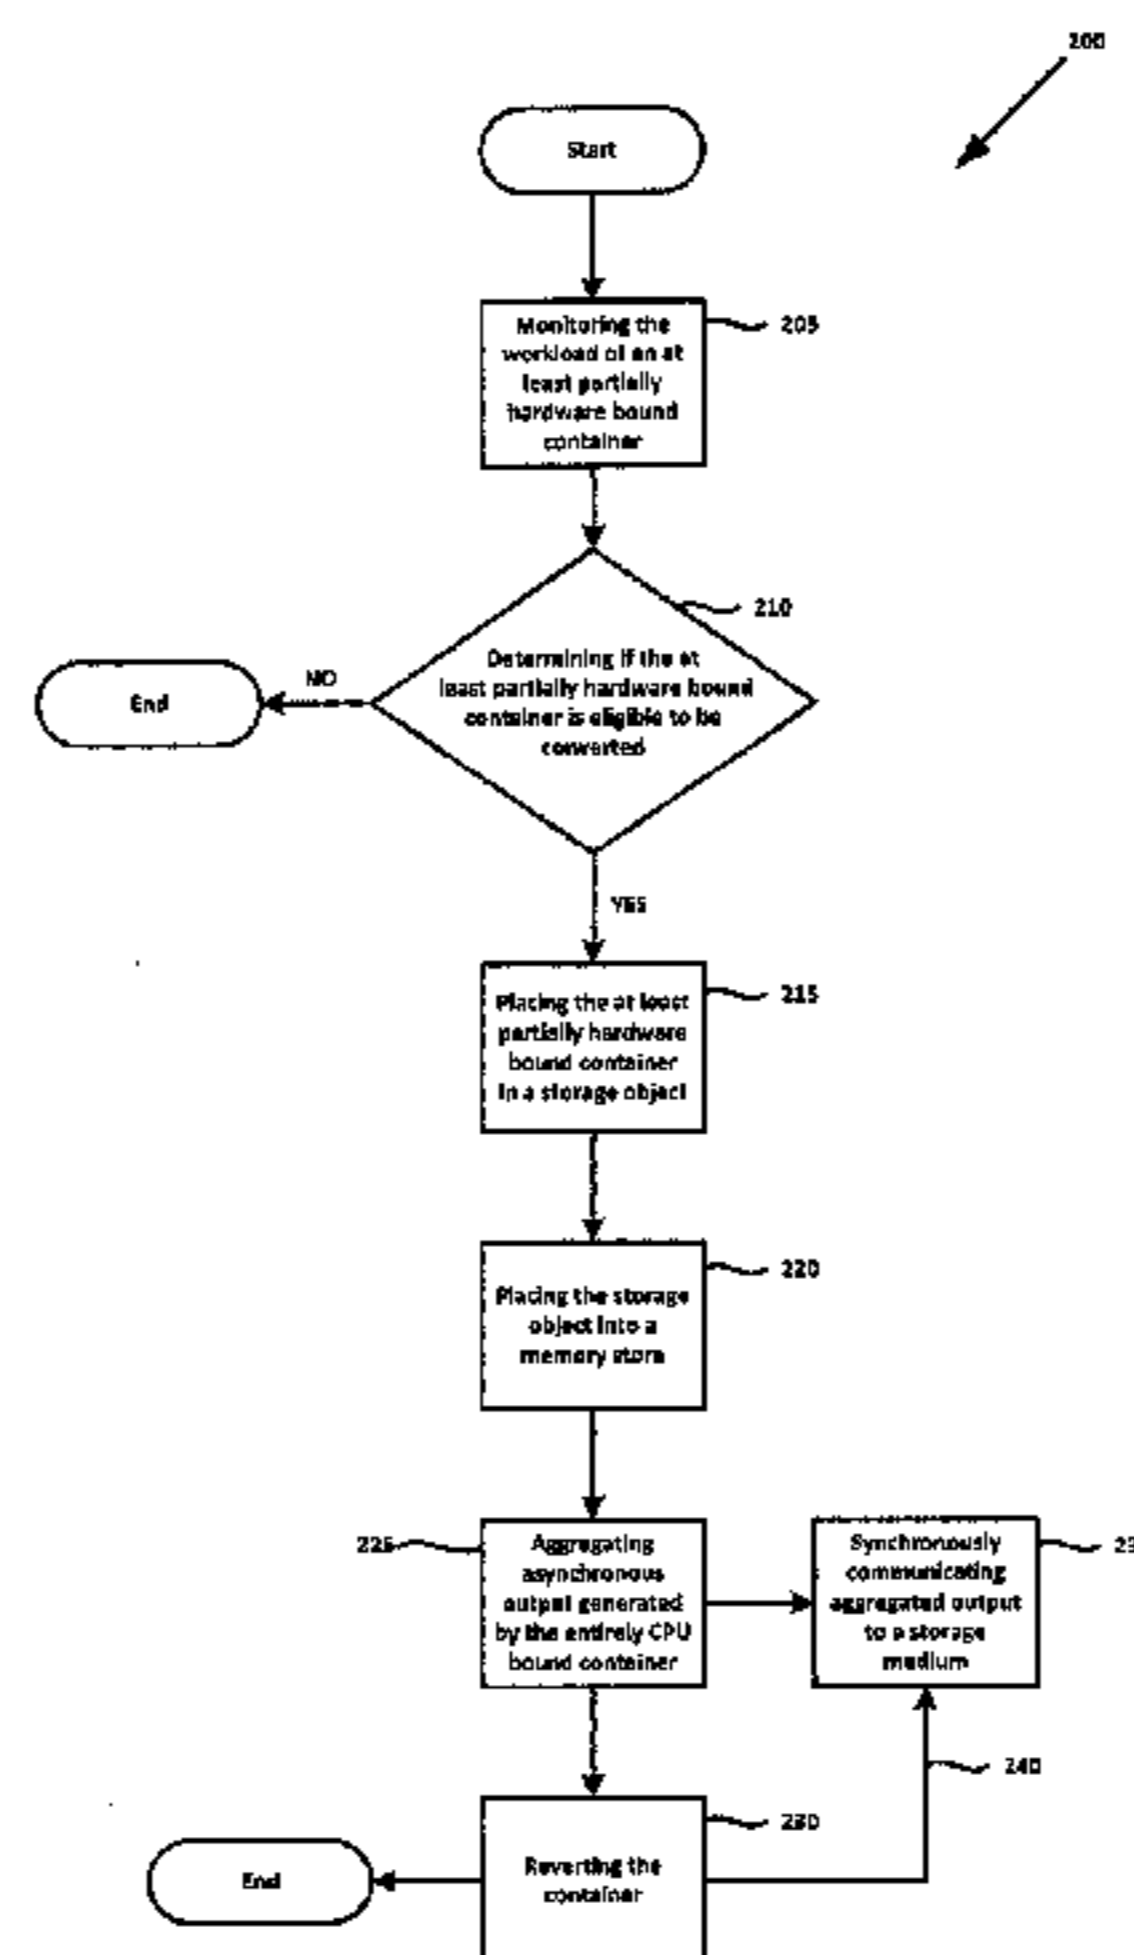 200
Start
Monitoring the
workload of an at
least partially
hardware bound
container
205
210
Determining if the at
least partially hardware bound
container is eligible to be
converted
NO
End
YES
Placing the at least
partially hardware
bound container
in a storage object
215
Placing the storage
object into a
memory store
220
225
Aggregating
asynchronous
output generated
by the entirely CPU
bound container
Synchronously
communicating
aggregated output
to a storage
medium
240
230
Reverting the
container
End